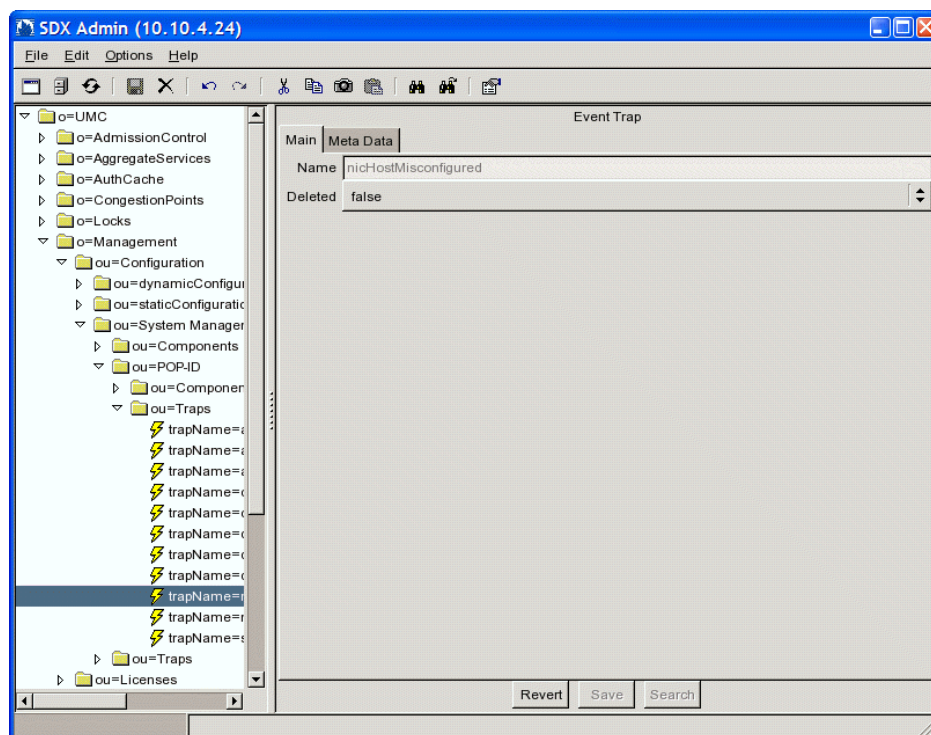 SDX Admin (10.10.4.24)
File Edit Options Help
o=UMC
o=AdmissionControl
o=AggregateServices
o=AuthCache
o=CongestionPoints
o=Locks
o=Management
ou=Configuration
ou=dynamicConfigu
ou=staticConfiguratio
ou=System Manager
ou=Components
ou=POP-ID
ou=Componen
ou=Traps
trapName=a
trapName=a
trapName=a
trapName=c
trapName=c
trapName=c
trapName=c
trapName=c
trapName=r
trapName=r
trapName=s
ou=Traps
ou=Licenses
Event Trap
Main Meta Data
Name nicHostMisconfigured
Deleted false
Revert Save Search